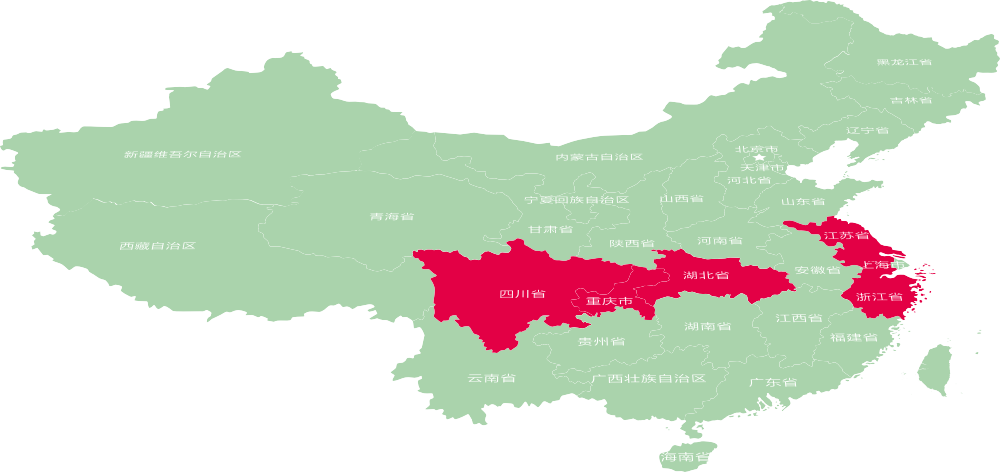 黑龙江省
吉林省
辽宁省
北京市
新疆维吾尔自治区
内蒙古自治区
天津市
河北省
宁夏回族自治区
山西省
山东省
青海省
甘肃省
江苏省
西藏自治区
陕西省
河南省
上海市
安徽省
湖北省
四川省
浙江省
重庆市
江西省
湖南省
福建省
贵州省
云南省
广西壮族自治区
广东省
海南省